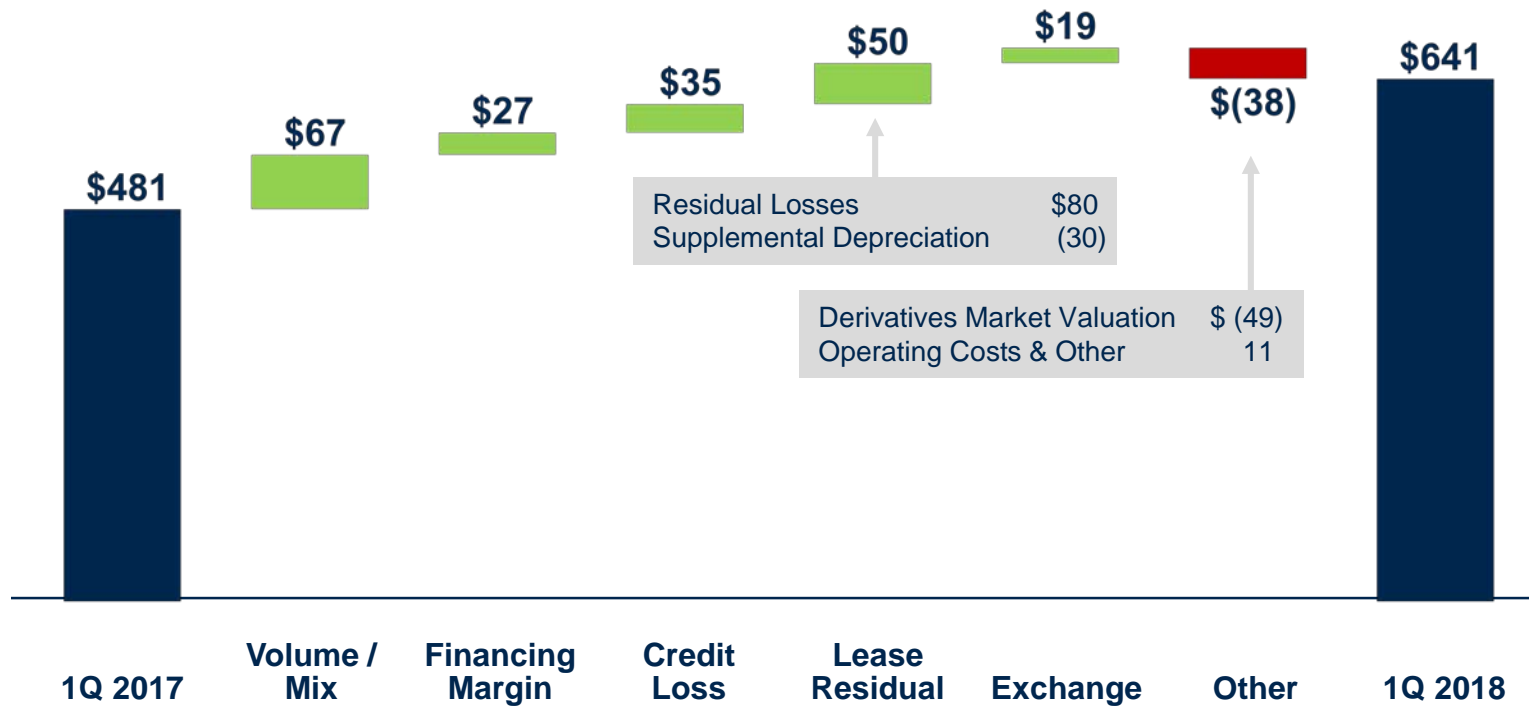 $481
$67
$27
$35
$50
$19
$(38)
$641
Residual Losses $80
Supplemental Depreciation (30)
Derivatives Market Valuation $ (49)
Operating Costs & Other 11
1Q 2017
Volume /
Mix
Financing
Margin
Credit
Loss
Lease
Residual
Exchange
Other
1Q 2018